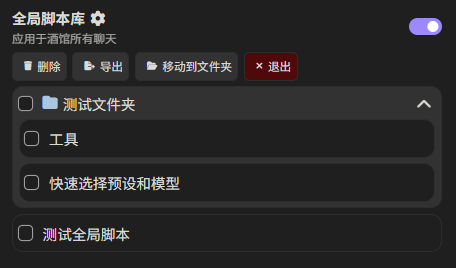 全局脚本库
应用于酒馆所有聊天
删除 导出 移动到文件夹 退出
测试文件夹
工具
快速选择预设和模型
测试全局脚本